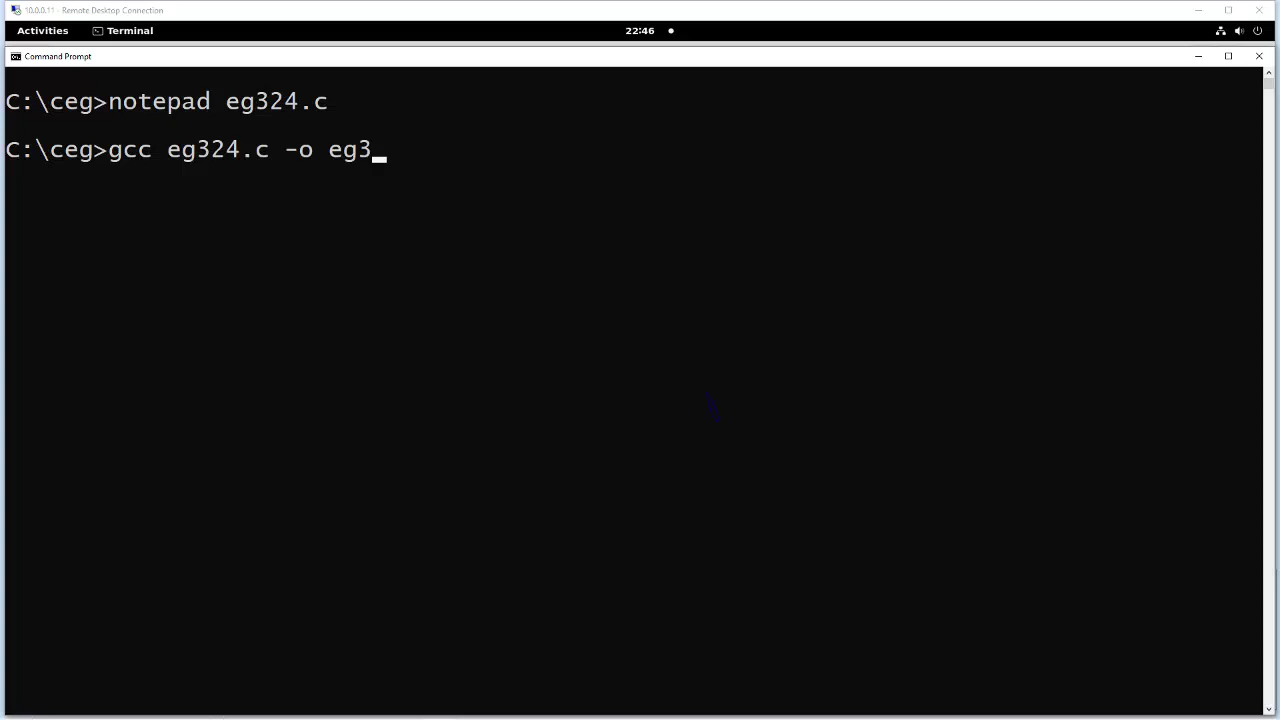 10.0.0.11 - Remote Desktop Connection
Activities Terminal 22:46
Command Prompt
C:\ceg>notepad eg324.c
C:\ceg>gcc eg324.c -o eg3